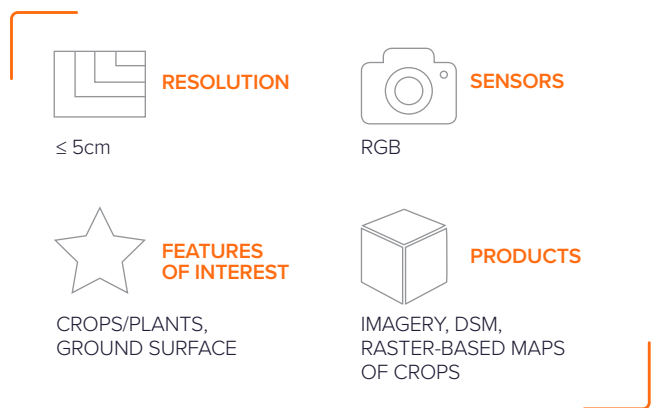 RESOLUTION
≤ 5cm
SENSORS
RGB
FEATURES
OF INTEREST
CROPS/PLANTS,
GROUND SURFACE
PRODUCTS
IMAGERY, DSM,
RASTER-BASED MAPS
OF CROPS